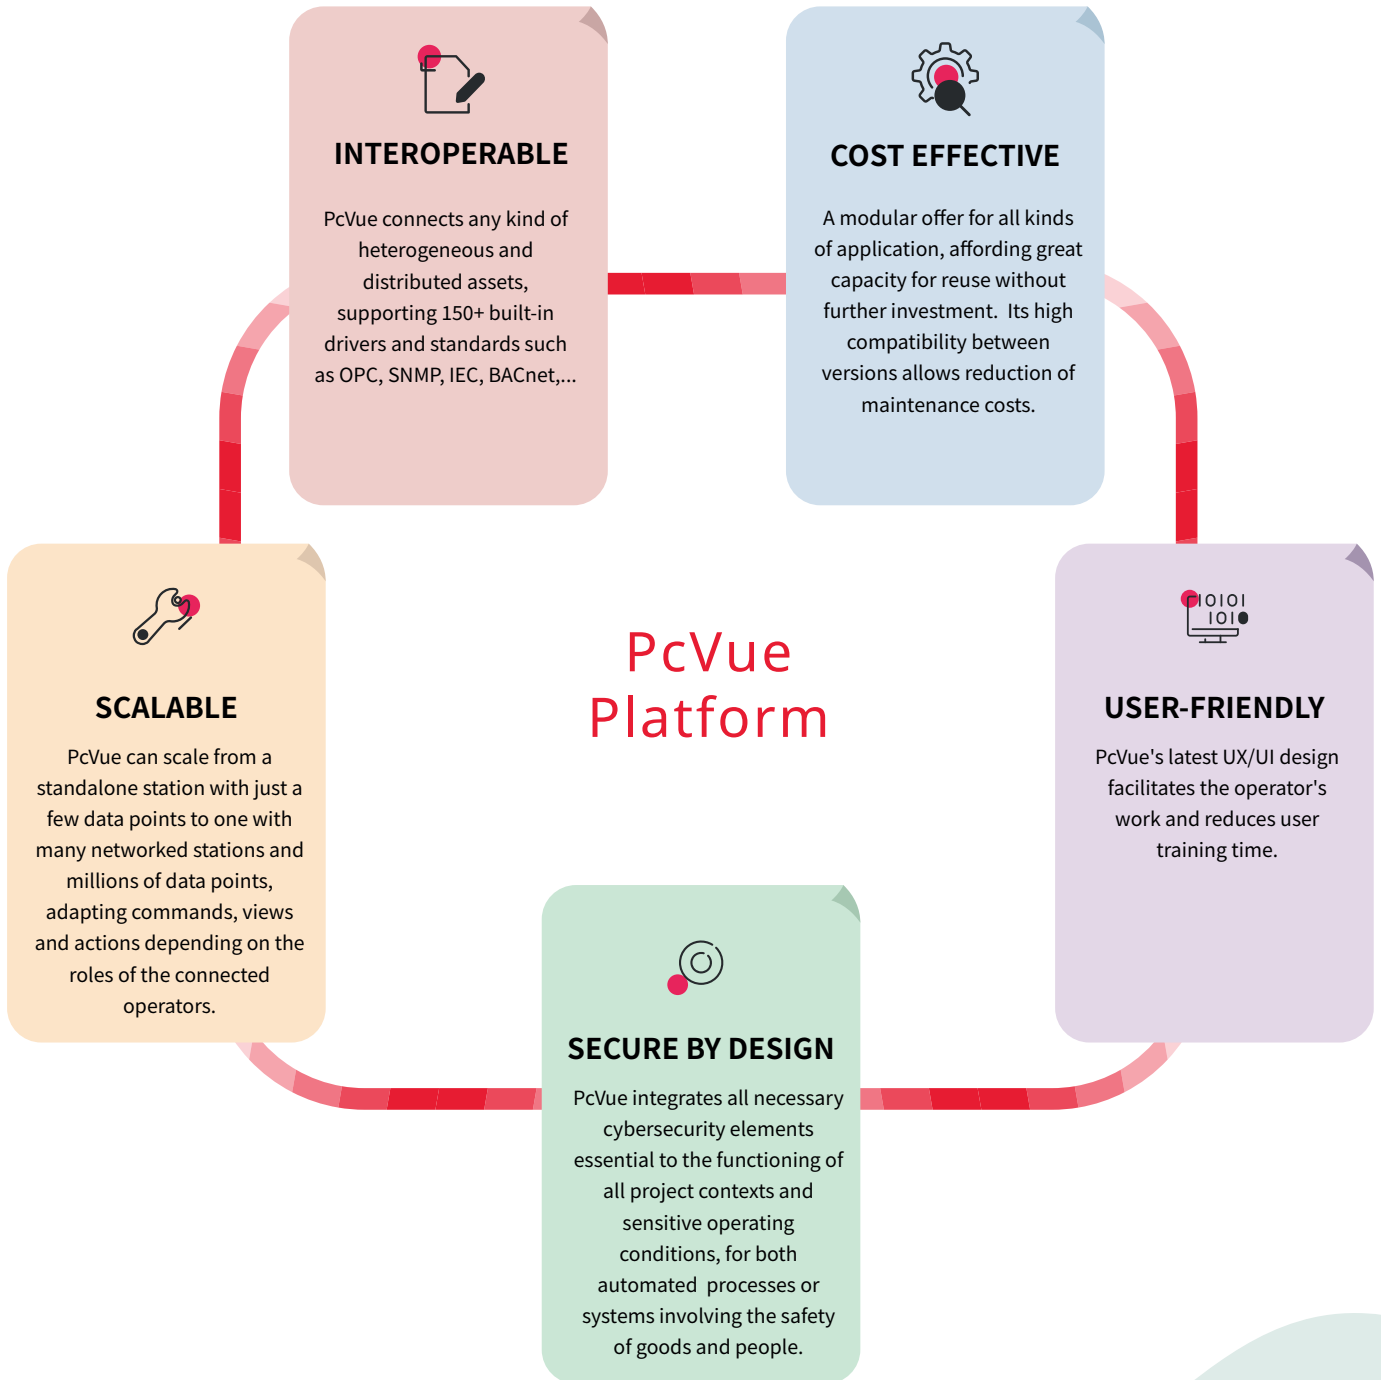 INTEROPERABLE
PcVue connects any kind of
heterogeneous and
distributed assets,
supporting 150+ built-in
drivers and standards such
as OPC, SNMP, IEC, BACnet,...
COST EFFECTIVE
A modular offer for all kinds
of application, affording great
capacity for reuse without
further investment.  Its high
compatibility between
versions allows reduction of
maintenance costs.
PcVue
Platform
SCALABLE
PcVue can scale from a
standalone station with just a
few data points to one with
many networked stations and
millions of data points,
adapting commands, views
and actions depending on the
roles of the connected
operators.
IOIOI
IOI
USER-FRIENDLY
PcVue's latest UX/UI design
facilitates the operator's
work and reduces user
training time.
SECURE BY DESIGN
PcVue integrates all necessary
cybersecurity elements
essential to the functioning of
all project contexts and
sensitive operating
conditions, for both
automated  processes or
systems involving the safety
of goods and people.